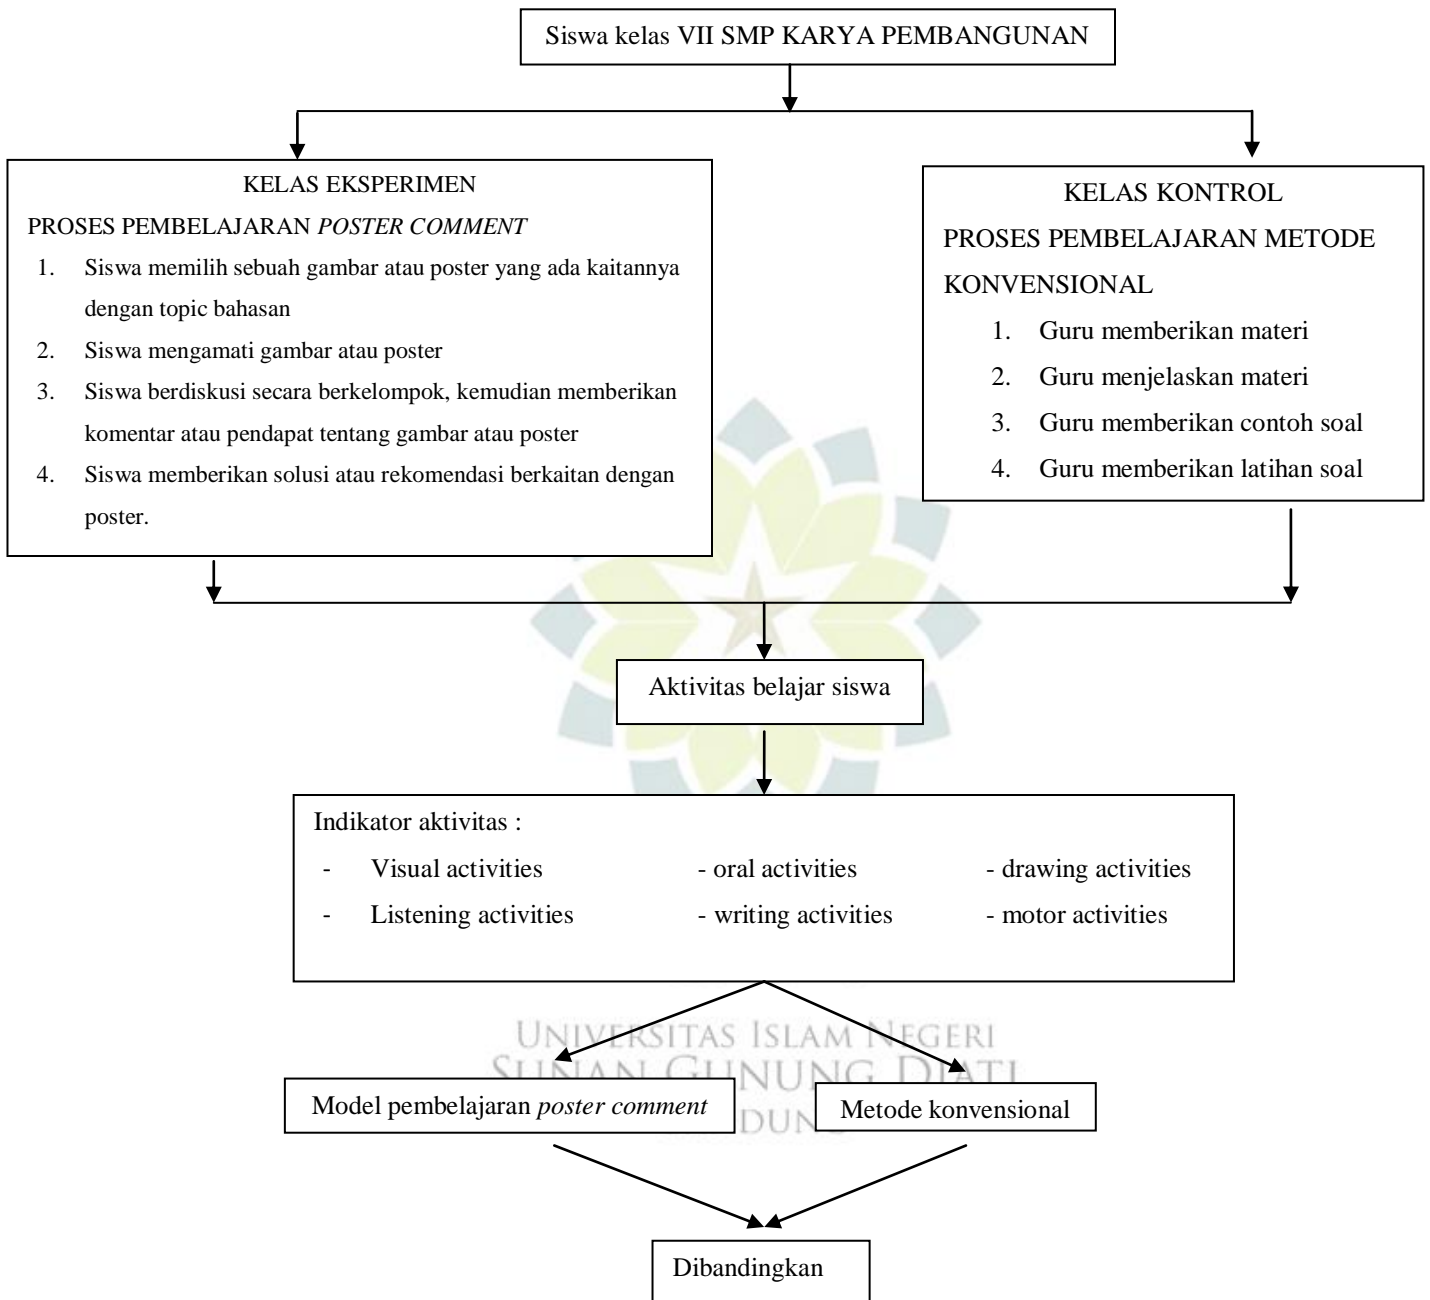 Siswa kelas VII SMP KARYA PEMBANGUNAN
KELAS EKSPERIMEN
PROSES PEMBELAJARAN POSTER COMMENT
1. Siswa memilih sebuah gambar atau poster yang ada kaitannya
dengan topic bahasan
2. Siswa mengamati gambar atau poster
3. Siswa berdiskusi secara berkelompok, kemudian memberikan
komentar atau pendapat tentang gambar atau poster
4. Siswa memberikan solusi atau rekomendasi berkaitan dengan
poster.
KELAS KONTROL
PROSES PEMBELAJARAN METODE
KONVENSIONAL
1. Guru memberikan materi
2. Guru menjelaskan materi
3. Guru memberikan contoh soal
4. Guru memberikan latihan soal
Aktivitas belajar siswa
Indikator aktivitas :
- Visual activities - oral activities - drawing activities
- Listening activities - writing activities - motor activities
UNIVERSITAS ISLAM NEGERI
SUNAN GUNUNG DJATI
Model pembelajaran poster comment
Metode konvensional
Dibandingkan